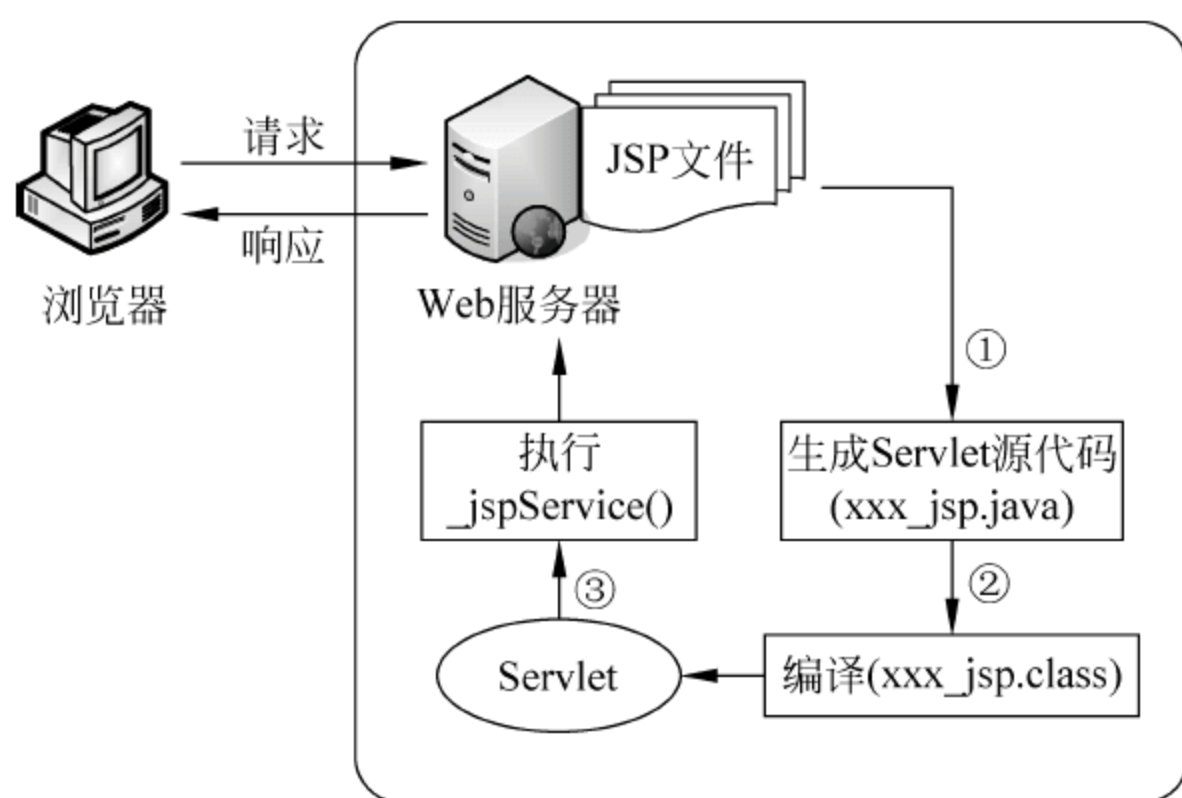 请求
JSP文件
响应
浏览器
Web服务器
①
执行
_jspService()
生成Servlet源代码
(xxx_jsp.java)
③
②
Servlet
编译(xxx_jsp.class)